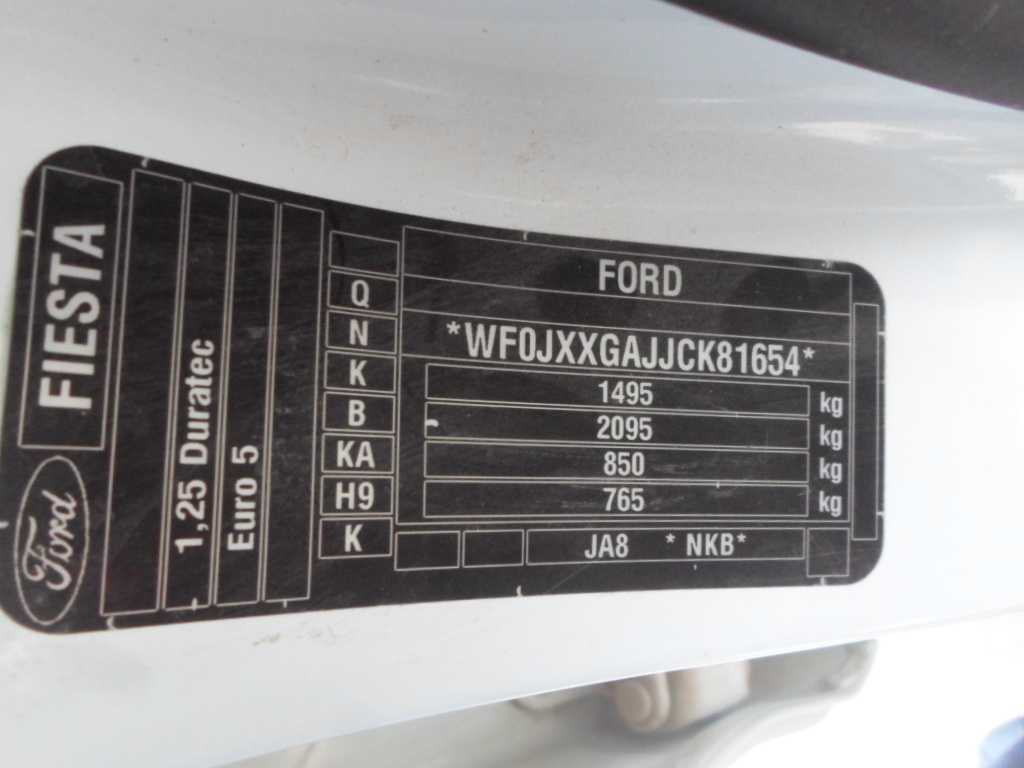 FIESTA
Ford
1,25 Duratec
Euro 5
Q
N
K
B
KA
H9
K
FORD
*WF0JXXGAJJCK81654*
1495 kg
2095 kg
850 kg
765 kg
JA8 *NKB*